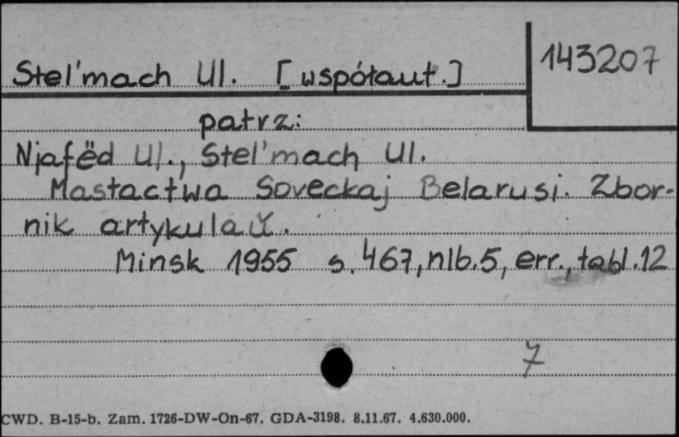 Stel'mach Ul. [współaut.]
143207
patrz:
Njafëd Ul., Stel'mach Ul.
Mastactwa Soveckaj Belarusi. Zbor-
nik artykulaŭ.
Minsk 1955 s. 467, nlb. 5, err., tabl. 12
7
CWD. B-15-b. Zam. 1726-DW-On-67. GDA-3198. 8.11.67. 4.630.000.